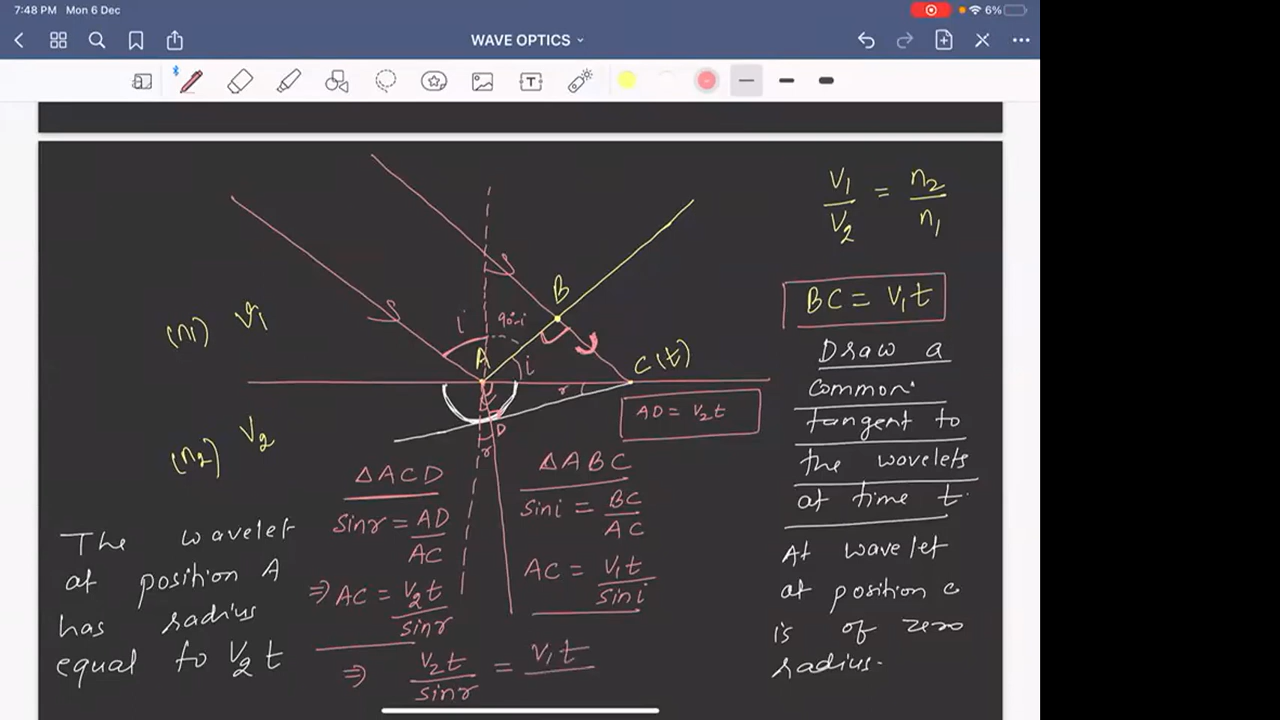 7:48 PM Mon 6 Dec
6%
WAVE OPTICS
V1/V2 = n2/n1
BC = V1t
Draw a
common
tangent to
the wavelets
at time t.
At wavelet
at position c
is of zero
radius.
(n1) V1
(n2) V2
i
90-i
A
B
i
C(t)
r
D
r
AD = V2t
ΔACD
sinr = AD/AC
⇒ AC = V2t/sinr
ΔABC
sini = BC/AC
AC = V1t/sini
⇒ V2t/sinr = V1t
The wavelet
at position A
has radius
equal to V2t